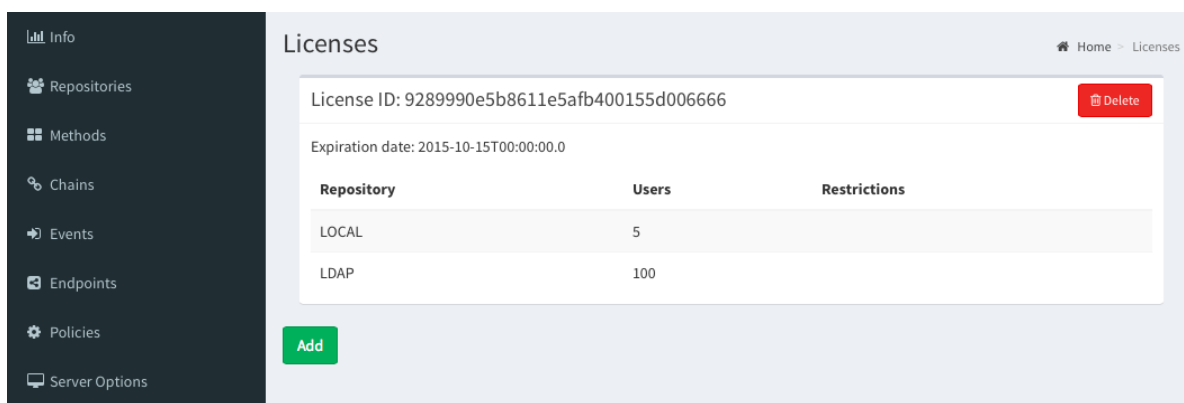 Info
Repositories
Methods
Chains
Events
Endpoints
Policies
Server Options
Licenses
Home > Licenses
License ID: 9289990e5b8611e5afb400155d006666
Delete
Expiration date: 2015-10-15T00:00:00.0
Repository Users Restrictions
LOCAL 5
LDAP 100
Add